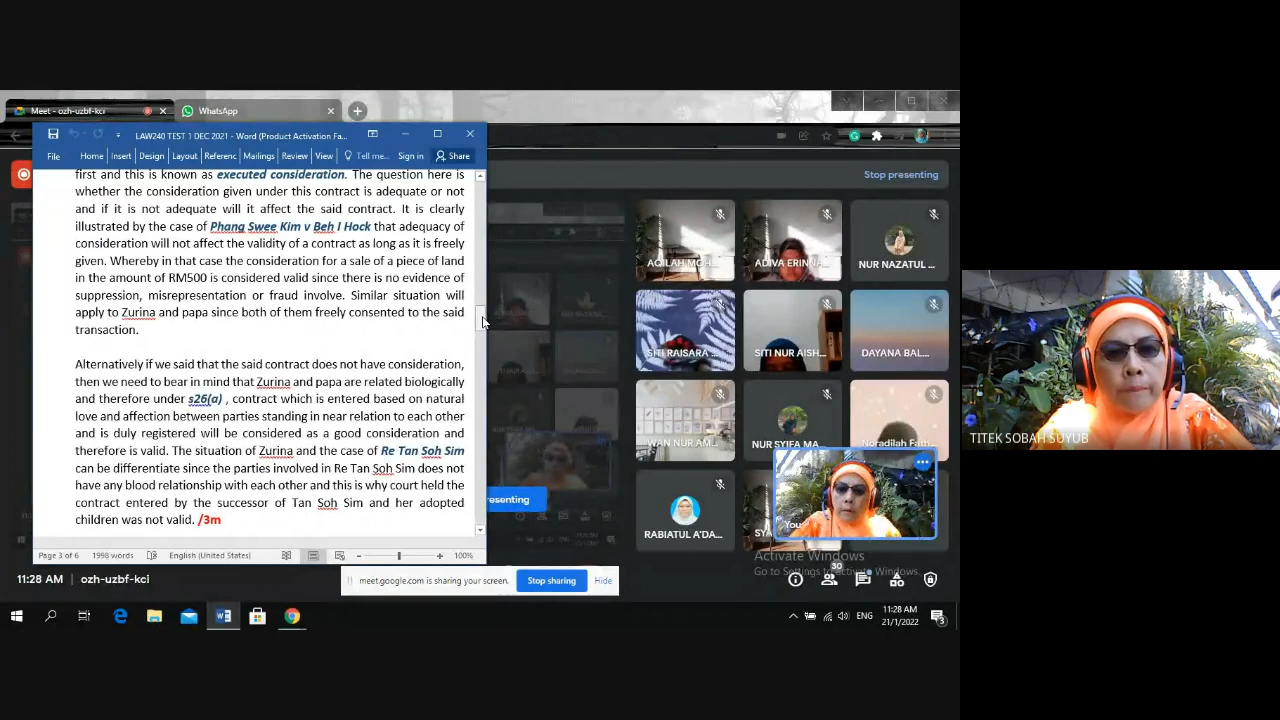 Meet - ozh-uzbf-kci
WhatsApp
LAW240 TEST 1 DEC 2021 - Word (Product Activation Fa...
File Home Insert Design Layout Referenc Mailings Review View Tell me... Sign in Share
first and this is known as executed consideration. The question here is
whether the consideration given under this contract is adequate or not
and if it is not adequate will it affect the said contract. It is clearly
illustrated by the case of Phang Swee Kim v Beh I Hock that adequacy of
consideration will not affect the validity of a contract as long as it is freely
given. Whereby in that case the consideration for a sale of a piece of land
in the amount of RM500 is considered valid since there is no evidence of
suppression, misrepresentation or fraud involve. Similar situation will
apply to Zurina and papa since both of them freely consented to the said
transaction.
Alternatively if we said that the said contract does not have consideration,
then we need to bear in mind that Zurina and papa are related biologically
and therefore under s26(a) , contract which is entered based on natural
love and affection between parties standing in near relation to each other
and is duly registered will be considered as a good consideration and
therefore is valid. The situation of Zurina and the case of Re Tan Soh Sim
can be differentiate since the parties involved in Re Tan Soh Sim does not
have any blood relationship with each other and this is why court held the
contract entered by the successor of Tan Soh Sim and her adopted
children was not valid. /3m
Page 3 of 6 1998 words English (United States) 100%
Stop presenting
AQILAH MOH...
ADIVA ERINNA...
NUR NAZATUL ...
SITI RAISARA ...
SITI NUR AISH...
DAYANA BAL...
WAN NUR AM...
NUR SYIFA MA...
Noradilah Fath...
RABIATUL A'DA...
You
resenting
Activate Windows
Go to Settings to activate Windows.
30
11:28 AM ozh-uzbf-kci
meet.google.com is sharing your screen. Stop sharing Hide
ENG
11:28 AM
21/1/2022
3
TITEK SOBAH SUYUB